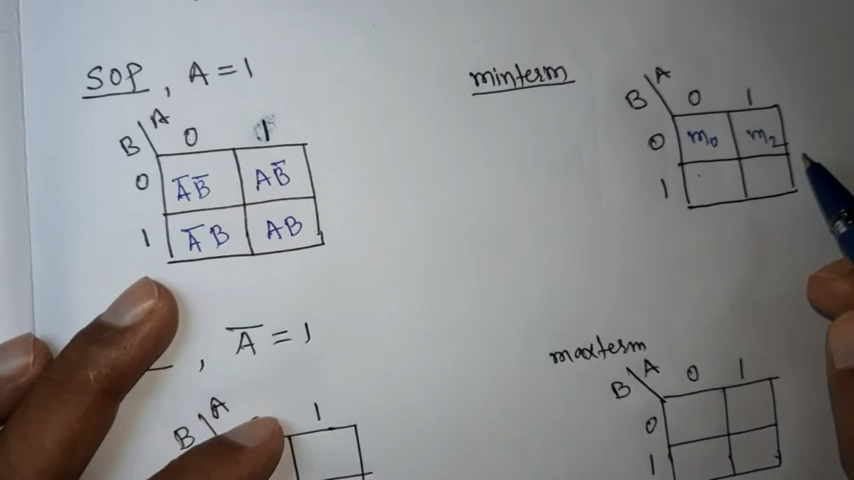 SOP, A = 1
A
B
0 1
0 A̅B̅ AB̅
1 A̅B AB
minterm
A
B
0 1
0 m₀ m₂
1
, A̅ = 1
A
B
1
maxterm
A
B
0 1
0
1